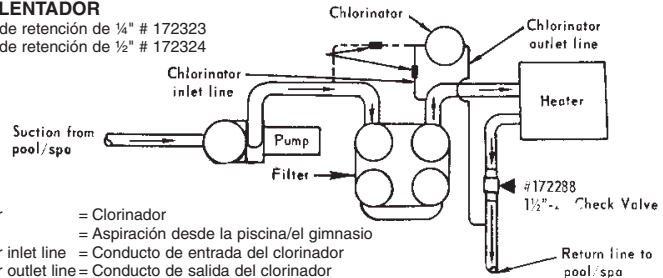 LENTADOR
de retención de ¼" # 172323
de retención de ½" # 172324
Chlorinator
Chlorinator
outlet line
Chlorinator
inlet line
Heater
Suction from
pool/spa
Pump
Filter
#172288
1½"- Check Valve
Return line to
pool/spa
r = Clorinador
= Aspiración desde la piscina/el gimnasio
r inlet line = Conducto de entrada del clorinador
r outlet line = Conducto de salida del clorinador